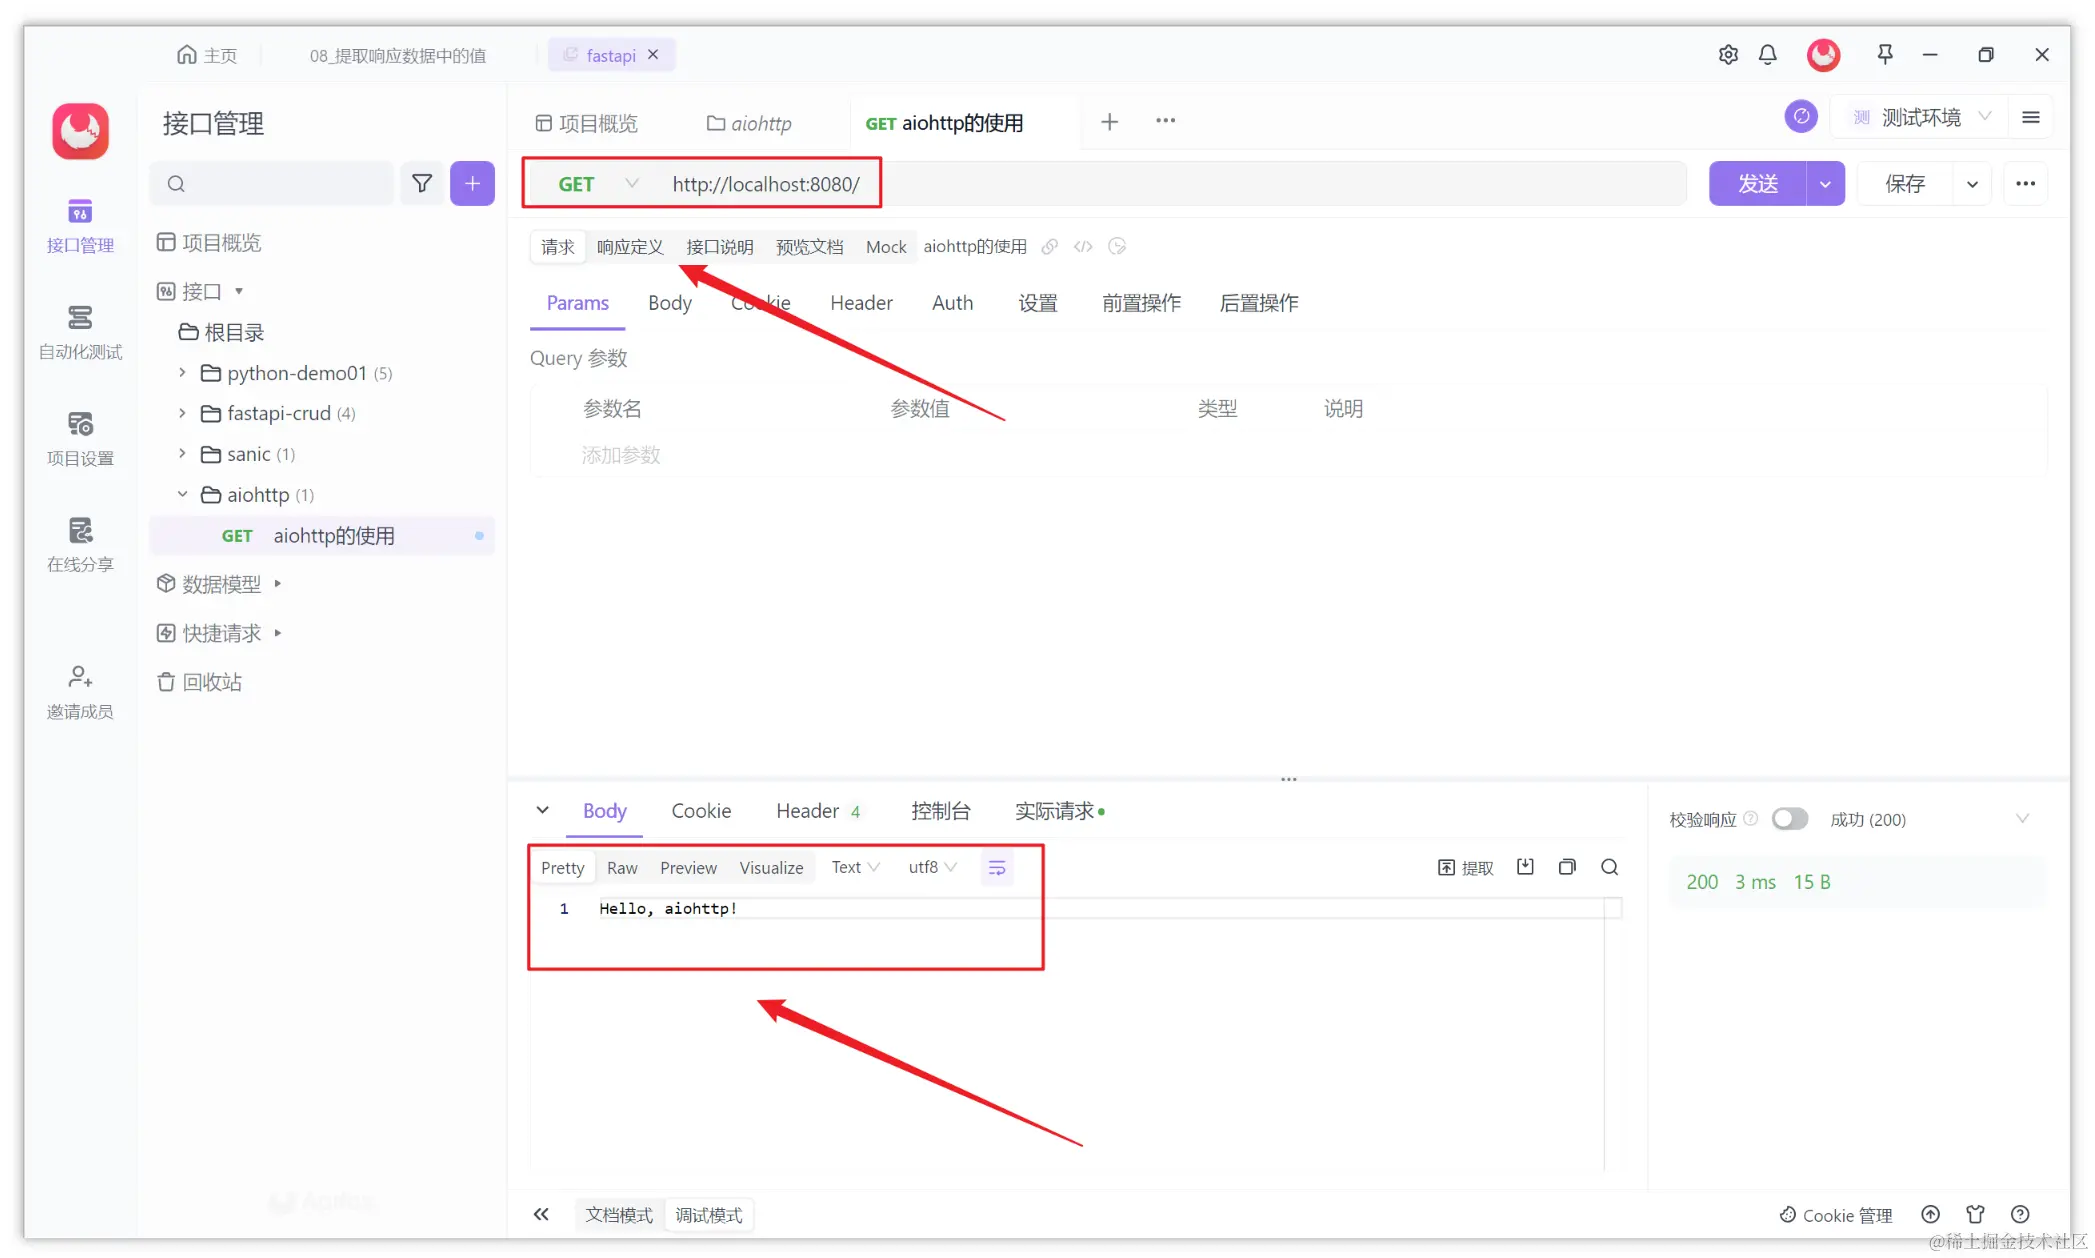 主页
08_提取响应数据中的值
fastapi
接口管理
项目概览
aiohttp
GET aiohttp的使用
测 测试环境
GET http://localhost:8080/
发送
保存
接口管理
自动化测试
项目设置
在线分享
邀请成员
项目概览
接口
根目录
python-demo01 (5)
fastapi-crud (4)
sanic (1)
aiohttp (1)
GET aiohttp的使用
数据模型
快捷请求
回收站
请求 响应定义 接口说明 预览文档 Mock aiohttp的使用
Params Body Cookie Header Auth 设置 前置操作 后置操作
Query 参数
参数名 参数值 类型 说明
添加参数
Body Cookie Header 4 控制台 实际请求
校验响应 成功 (200)
Pretty Raw Preview Visualize Text utf8
提取
200 3 ms 15 B
1 Hello, aiohttp!
文档模式 调试模式
Cookie 管理
@稀土掘金技术社区